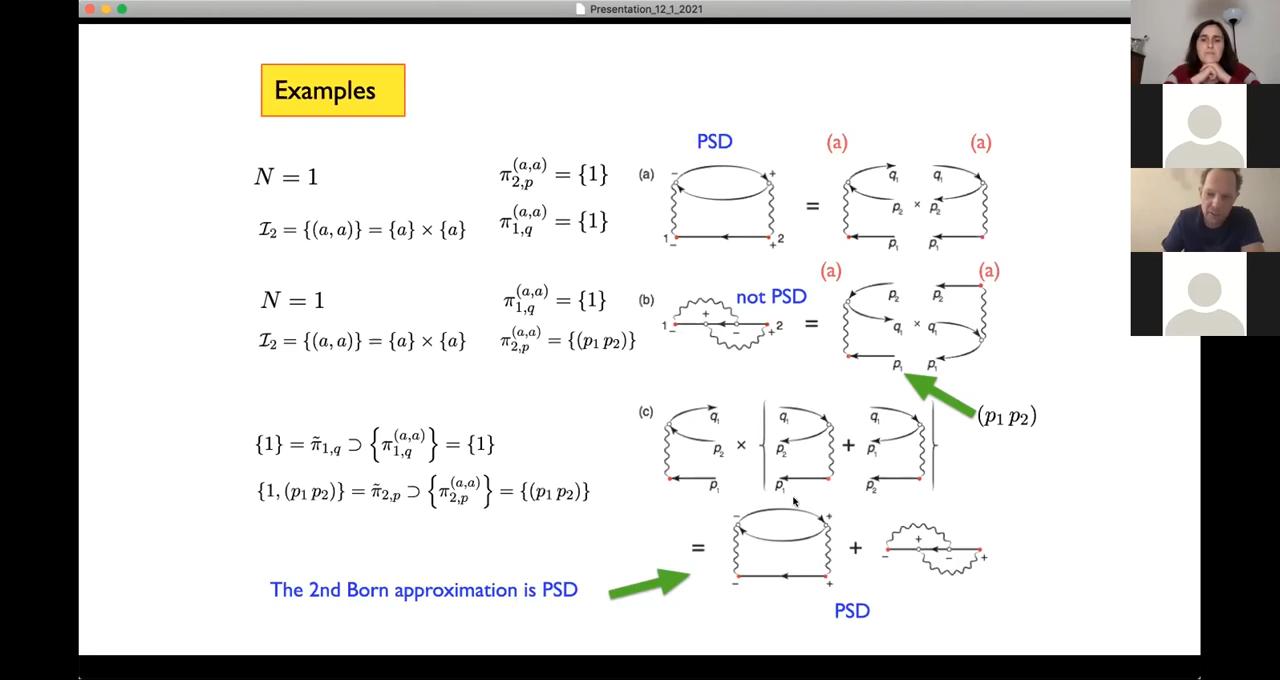 Presentation_12_1_2021
Examples
N = 1
π_{2,p}^{(a,a)} = {1}
I_2 = {(a, a)} = {a} × {a}
π_{1,q}^{(a,a)} = {1}
(a)
PSD
(a) (a)
- +
1 - + 2
=
q_1 q_1
p_2 × p_2
p_1 p_1
N = 1
π_{1,q}^{(a,a)} = {1}
I_2 = {(a, a)} = {a} × {a}
π_{2,p}^{(a,a)} = {(p_1 p_2)}
(b)
not PSD
(a) (a)
1 - + - + 2
=
p_2 p_2
q_1 × q_1
p_1 p_1
(p_1 p_2)
{1} = π̃_{1,q} ⊃ {π_{1,q}^{(a,a)}} = {1}
{1, (p_1 p_2)} = π̃_{2,p} ⊃ {π_{2,p}^{(a,a)}} = {(p_1 p_2)}
(c)
q_1 q_1 q_1
p_2 × { p_2 + p_1 }
p_1 p_1 p_2
=
- +
- +
+
- + - +
The 2nd Born approximation is PSD
PSD